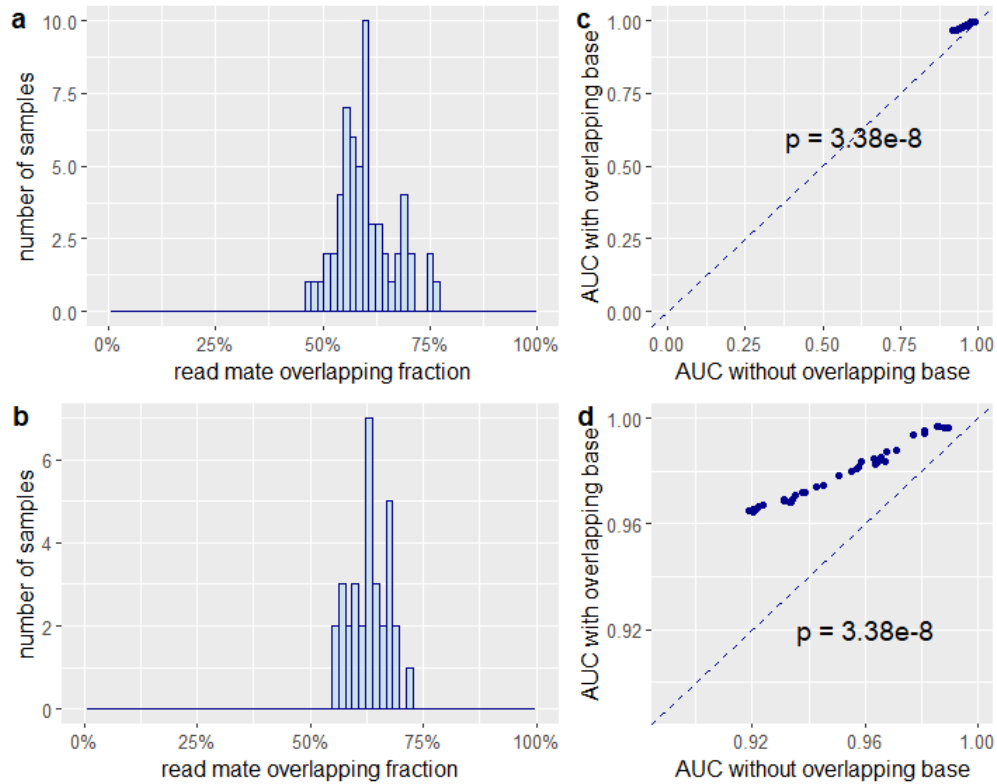 a
number of samples
10.0
7.5
5.0
2.5
0.0
0% 25% 50% 75% 100%
read mate overlapping fraction
c
AUC with overlapping base
1.00
0.75
0.50
0.25
0.00
p = 3.38e-8
0.00 0.25 0.50 0.75 1.00
AUC without overlapping base
b
number of samples
6
4
2
0
0% 25% 50% 75% 100%
read mate overlapping fraction
d
AUC with overlapping base
1.00
0.96
0.92
p = 3.38e-8
0.92 0.96 1.00
AUC without overlapping base